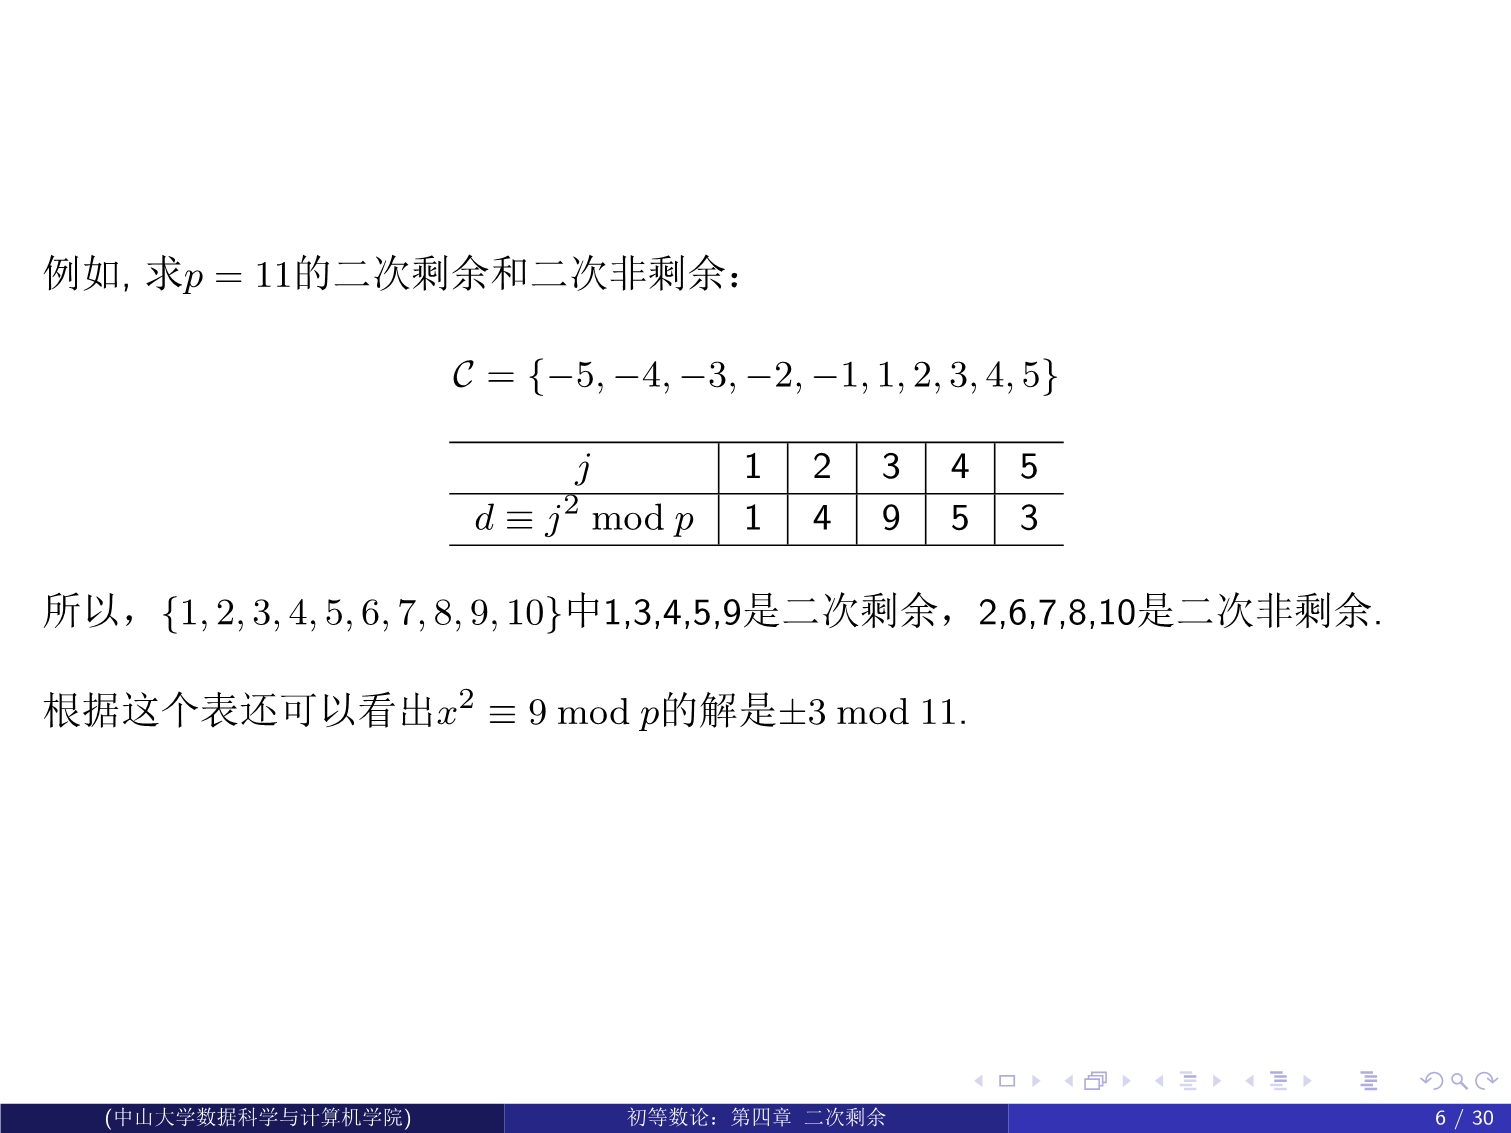 例如, 求p = 11的二次剩余和二次非剩余：
𝒞 = {−5, −4, −3, −2, −1, 1, 2, 3, 4, 5}
j 1 2 3 4 5
d ≡ j² mod p 1 4 9 5 3
所以，{1, 2, 3, 4, 5, 6, 7, 8, 9, 10}中1,3,4,5,9是二次剩余，2,6,7,8,10是二次非剩余.
根据这个表还可以看出x² ≡ 9 mod p的解是±3 mod 11.
(中山大学数据科学与计算机学院) 初等数论：第四章 二次剩余 6 / 30